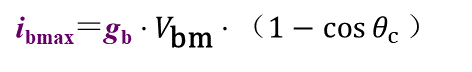 i_bmax=g_b·V_bm·（1－cos θ_c）